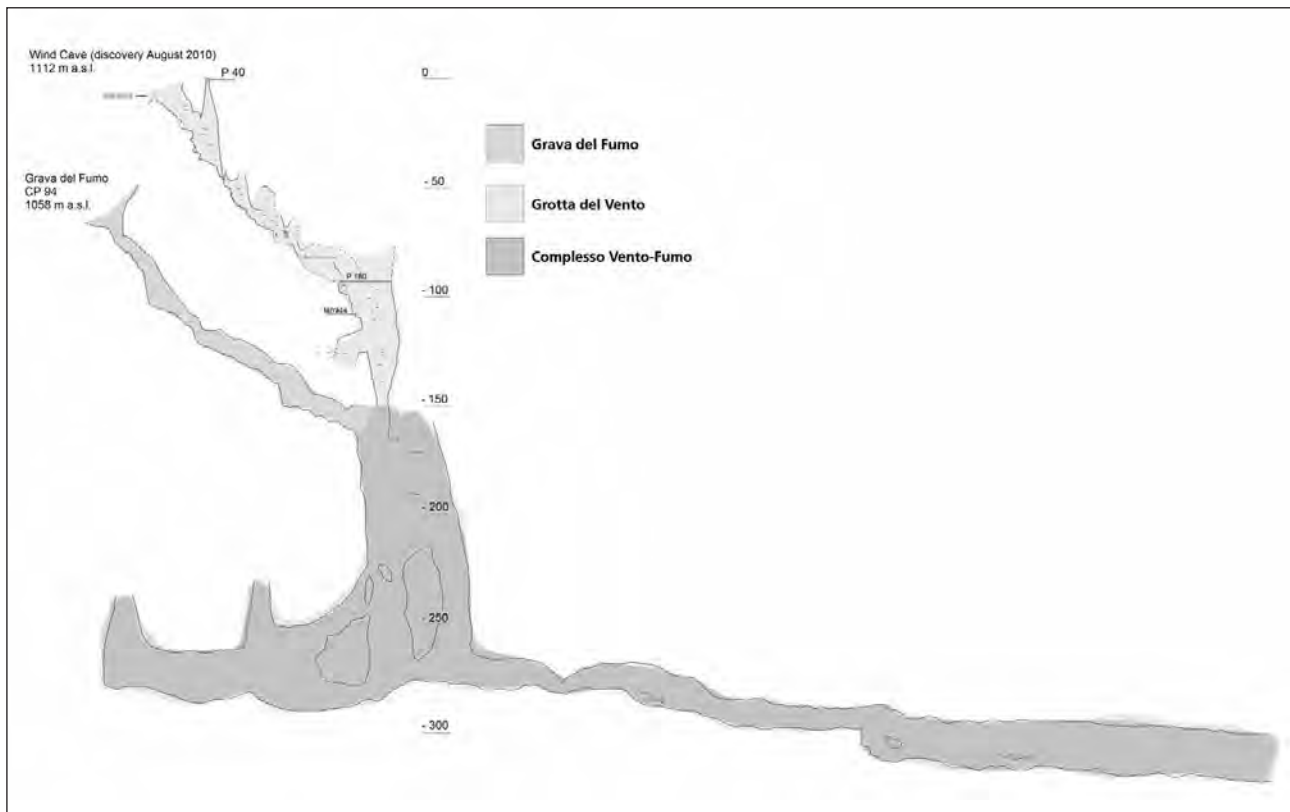 Wind Cave (discovery August 2010)
1112 m a.s.l.
P 40
0
Grava del Fumo
- 50
Grava del Fumo
CP 94
1058 m a.s.l.
Grotta del Vento
Complesso Vento-Fumo
P 180
- 100
- 150
- 200
- 250
- 300